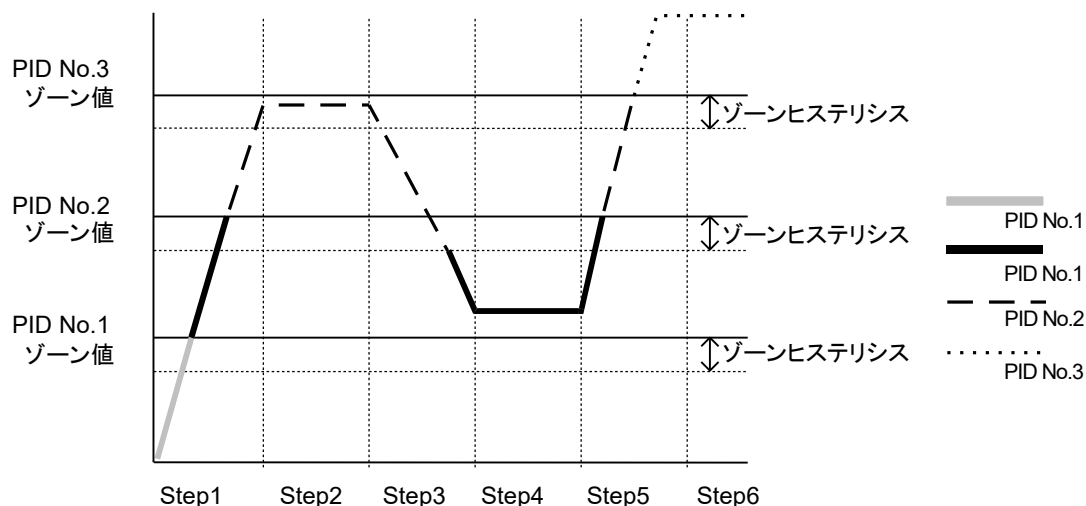 PID No.3
ゾーン値
ゾーンヒステリシス
PID No.2
ゾーン値
ゾーンヒステリシス
PID No.1
ゾーン値
ゾーンヒステリシス
PID No.1
PID No.1
PID No.2
PID No.3
Step1 Step2 Step3 Step4 Step5 Step6